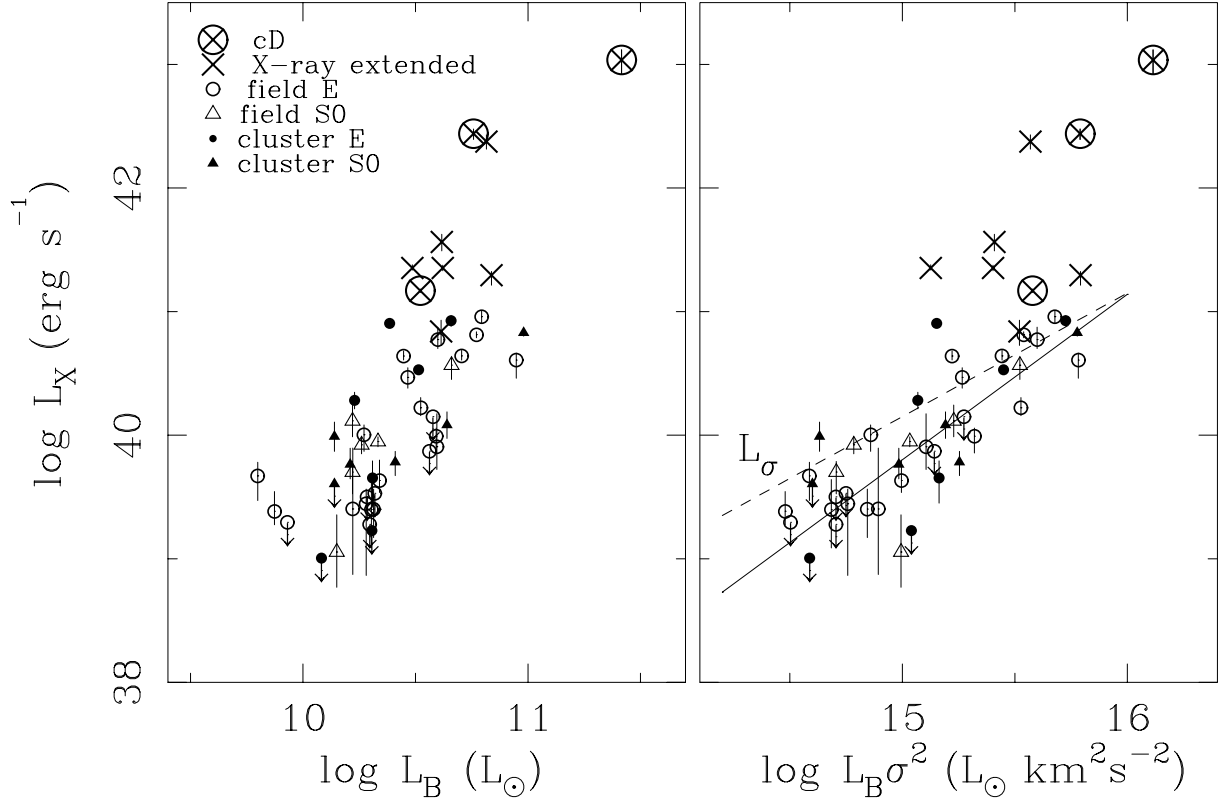 cD
X-ray extended
field E
field S0
cluster E
cluster S0
log L_X (erg s^-1)
42
40
38
10 11
log L_B (L_⊙)
L_σ
15 16
log L_Bσ^2 (L_⊙ km^2s^-2)